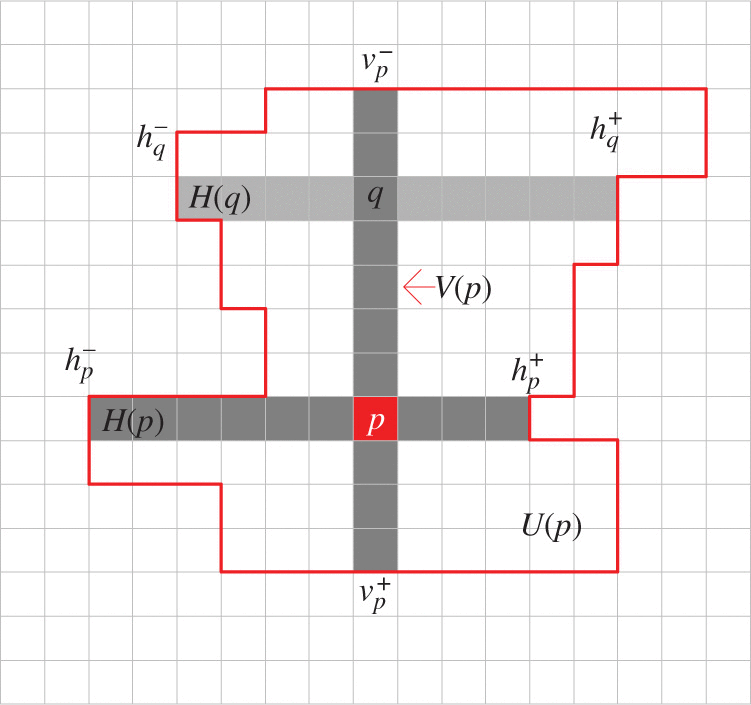 v_p^-
h_q^-
h_q^+
H(q)
q
V(p)
h_p^-
h_p^+
H(p)
p
U(p)
v_p^+